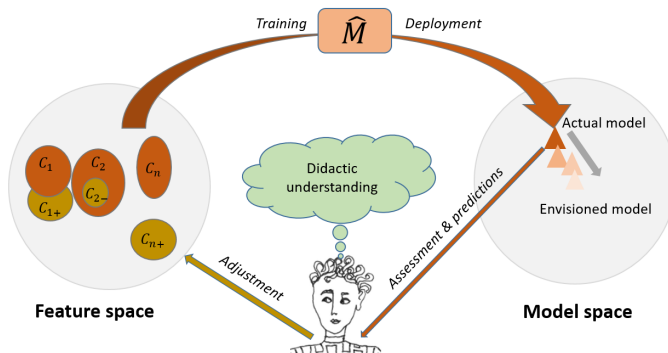 Training
M̂
Deployment
C₁
C₂
Cₙ
C₁₊
C₂₋
Cₙ₊
Didactic
understanding
Actual model
Envisioned model
Assessment & predictions
Adjustment
Feature space
Model space